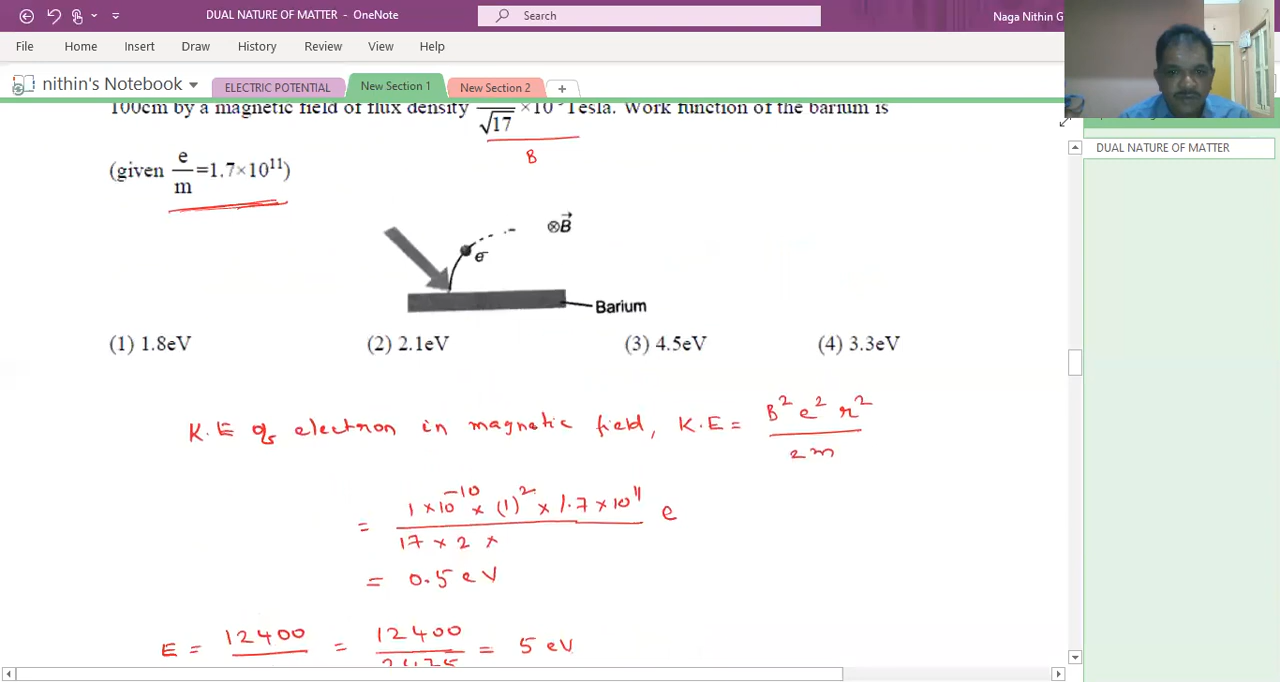 DUAL NATURE OF MATTER - OneNote
Search
Naga Nithin G
File Home Insert Draw History Review View Help
nithin's Notebook
ELECTRIC POTENTIAL
New Section 1
New Section 2
DUAL NATURE OF MATTER
100cm by a magnetic field of flux density /√17 ×10 Tesla. Work function of the barium is
B
(given e/m=1.7×10¹¹)
⊗B⃗
e⁻
Barium
(1) 1.8eV (2) 2.1eV (3) 4.5eV (4) 3.3eV
K.E of electron in magnetic field, K.E = B² e² r² / 2m
= 1×10⁻¹⁰ × (1)² × 1.7×10¹¹ / 17 × 2 × e
= 0.5 eV
E = 12400 / = 12400 / 2475 = 5 eV